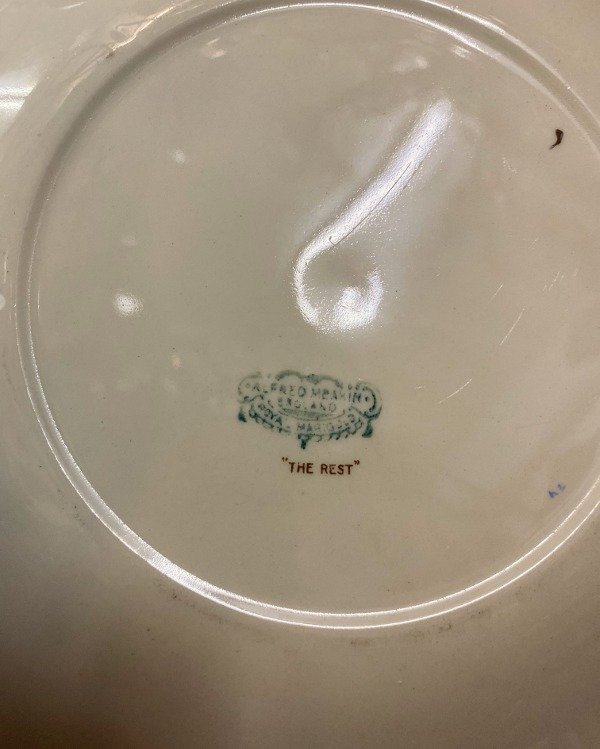 ALFRED MEAKIN
ENGLAND
"THE REST"